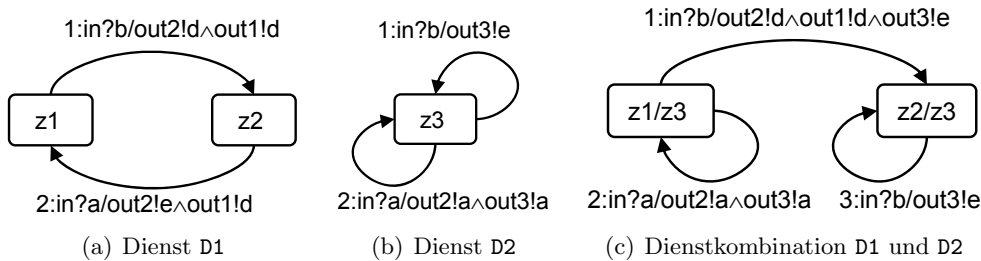 1:in?b/out2!d∧out1!d
z1
z2
2:in?a/out2!e∧out1!d
(a) Dienst D1
1:in?b/out3!e
z3
2:in?a/out2!a∧out3!a
(b) Dienst D2
1:in?b/out2!d∧out1!d∧out3!e
z1/z3
z2/z3
2:in?a/out2!a∧out3!a
3:in?b/out3!e
(c) Dienstkombination D1 und D2